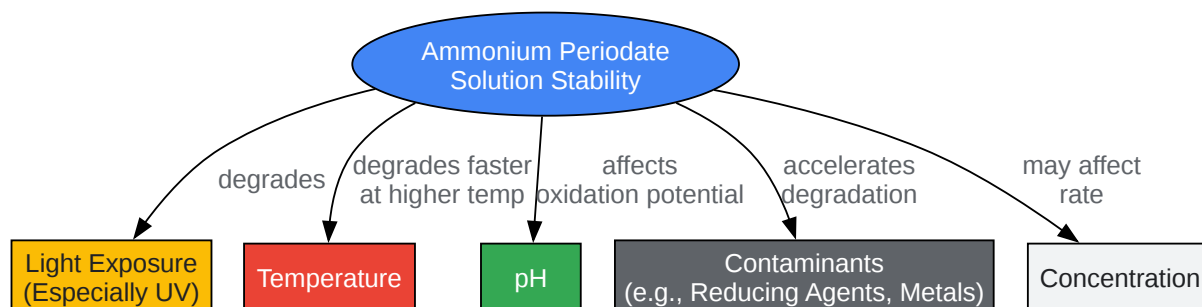 Ammonium Periodate
Solution Stability
degrades
degrades faster
at higher temp
affects
oxidation potential
accelerates
degradation
may affect
rate
Light Exposure
(Especially UV)
Temperature
pH
Contaminants
(e.g., Reducing Agents, Metals)
Concentration